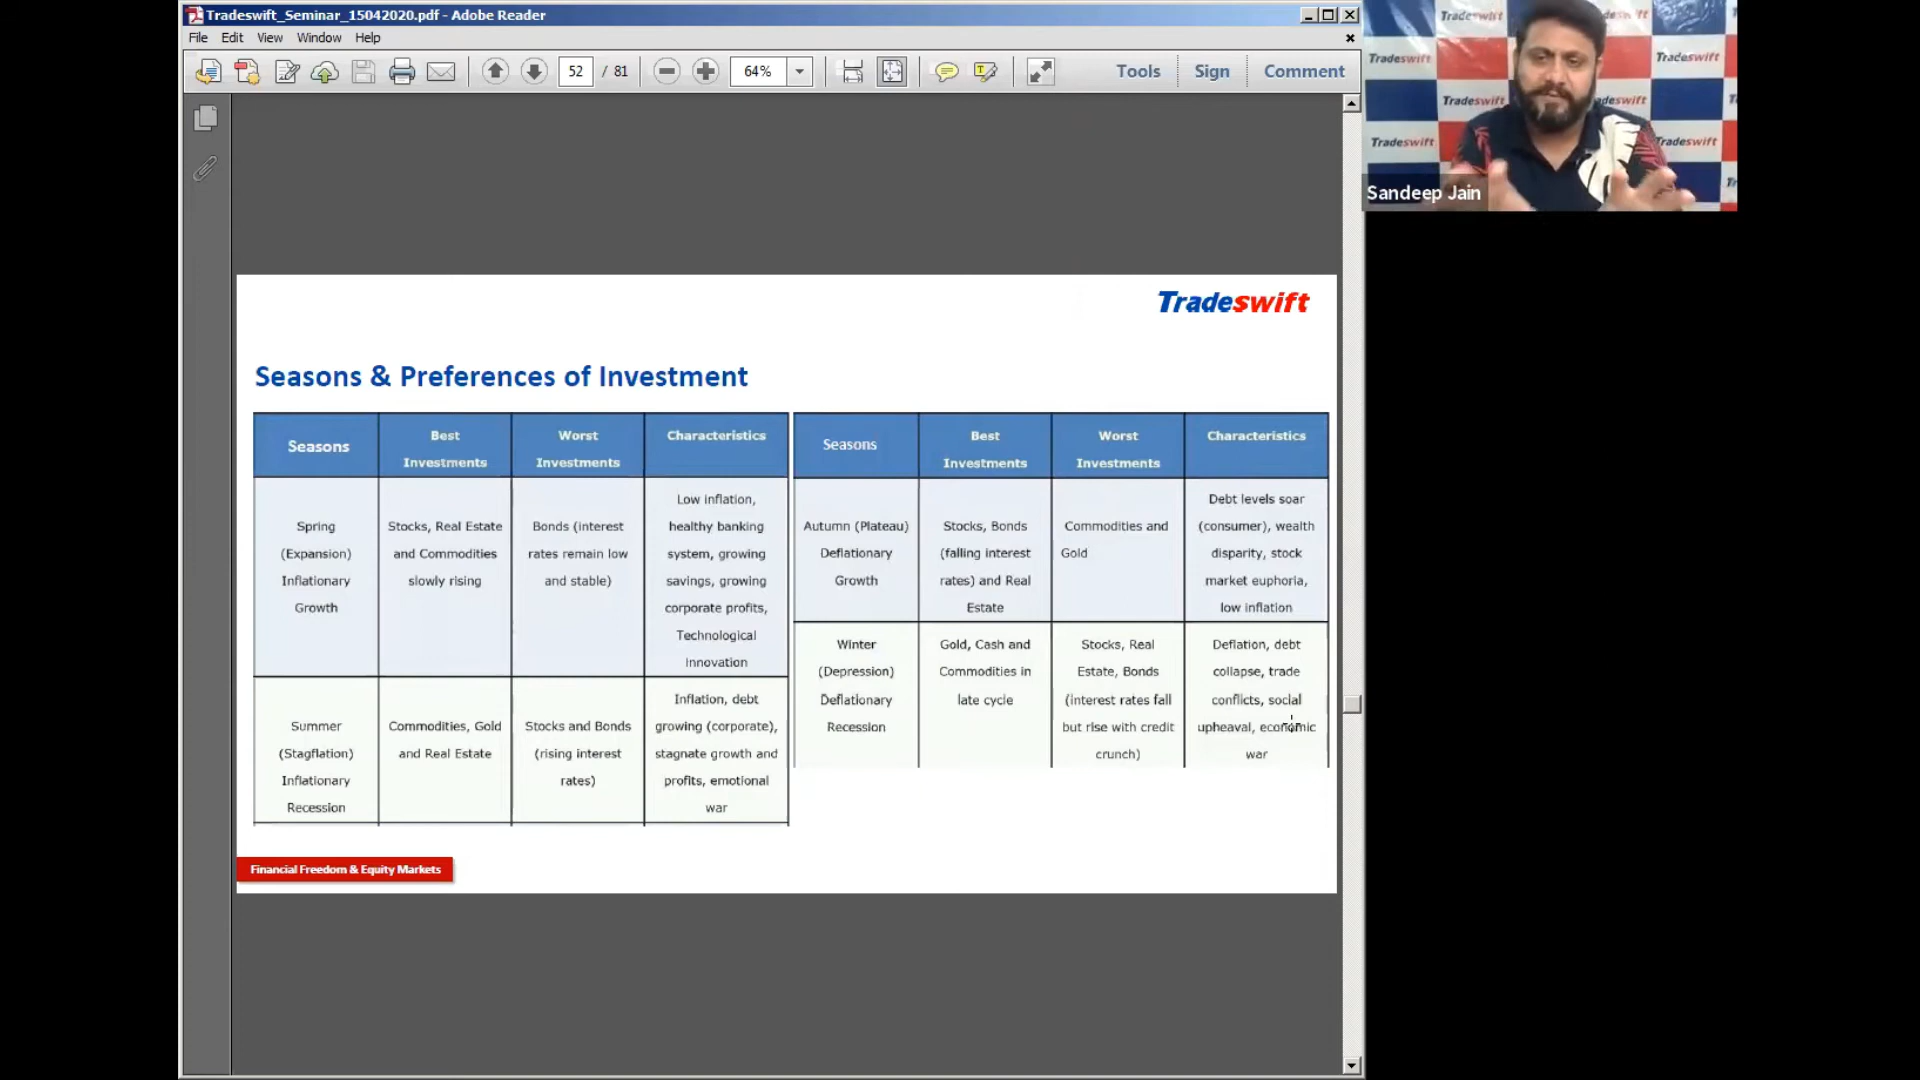 Tradeswift_Seminar_15042020.pdf - Adobe Reader
File Edit View Window Help
52 / 81
64%
Tools Sign Comment
Tradeswift
Tradeswift
Tradeswift
Tradeswift
Tradeswift
Tradeswift
Sandeep Jain
Tradeswift
Seasons & Preferences of Investment
Seasons
Best
Investments
Worst
Investments
Characteristics
Spring
(Expansion)
Inflationary
Growth
Stocks, Real Estate
and Commodities
slowly rising
Bonds (interest
rates remain low
and stable)
Low inflation,
healthy banking
system, growing
savings, growing
corporate profits,
Technological
Innovation
Summer
(Stagflation)
Inflationary
Recession
Commodities, Gold
and Real Estate
Stocks and Bonds
(rising interest
rates)
Inflation, debt
growing (corporate),
stagnate growth and
profits, emotional
war
Seasons
Best
Investments
Worst
Investments
Characteristics
Autumn (Plateau)
Deflationary
Growth
Stocks, Bonds
(falling interest
rates) and Real
Estate
Commodities and
Gold
Debt levels soar
(consumer), wealth
disparity, stock
market euphoria,
low inflation
Winter
(Depression)
Deflationary
Recession
Gold, Cash and
Commodities in
late cycle
Stocks, Real
Estate, Bonds
(interest rates fall
but rise with credit
crunch)
Deflation, debt
collapse, trade
conflicts, social
upheaval, economic
war
Financial Freedom & Equity Markets